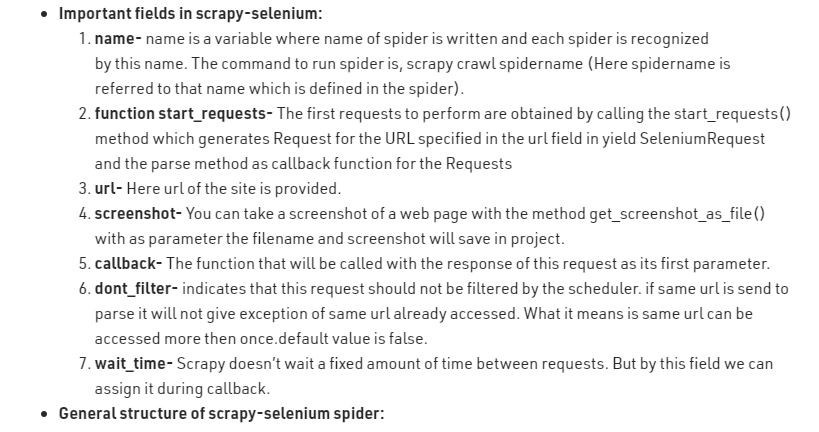 • Important fields in scrapy-selenium:
1. name- name is a variable where name of spider is written and each spider is recognized
by this name. The command to run spider is, scrapy crawl spidername (Here spidername is
referred to that name which is defined in the spider).
2. function start_requests- The first requests to perform are obtained by calling the start_requests()
method which generates Request for the URL specified in the url field in yield SeleniumRequest
and the parse method as callback function for the Requests
3. url- Here url of the site is provided.
4. screenshot- You can take a screenshot of a web page with the method get_screenshot_as_file()
with as parameter the filename and screenshot will save in project.
5. callback- The function that will be called with the response of this request as its first parameter.
6. dont_filter- indicates that this request should not be filtered by the scheduler. if same url is send to
parse it will not give exception of same url already accessed. What it means is same url can be
accessed more then once.default value is false.
7. wait_time- Scrapy doesn’t wait a fixed amount of time between requests. But by this field we can
assign it during callback.
• General structure of scrapy-selenium spider: